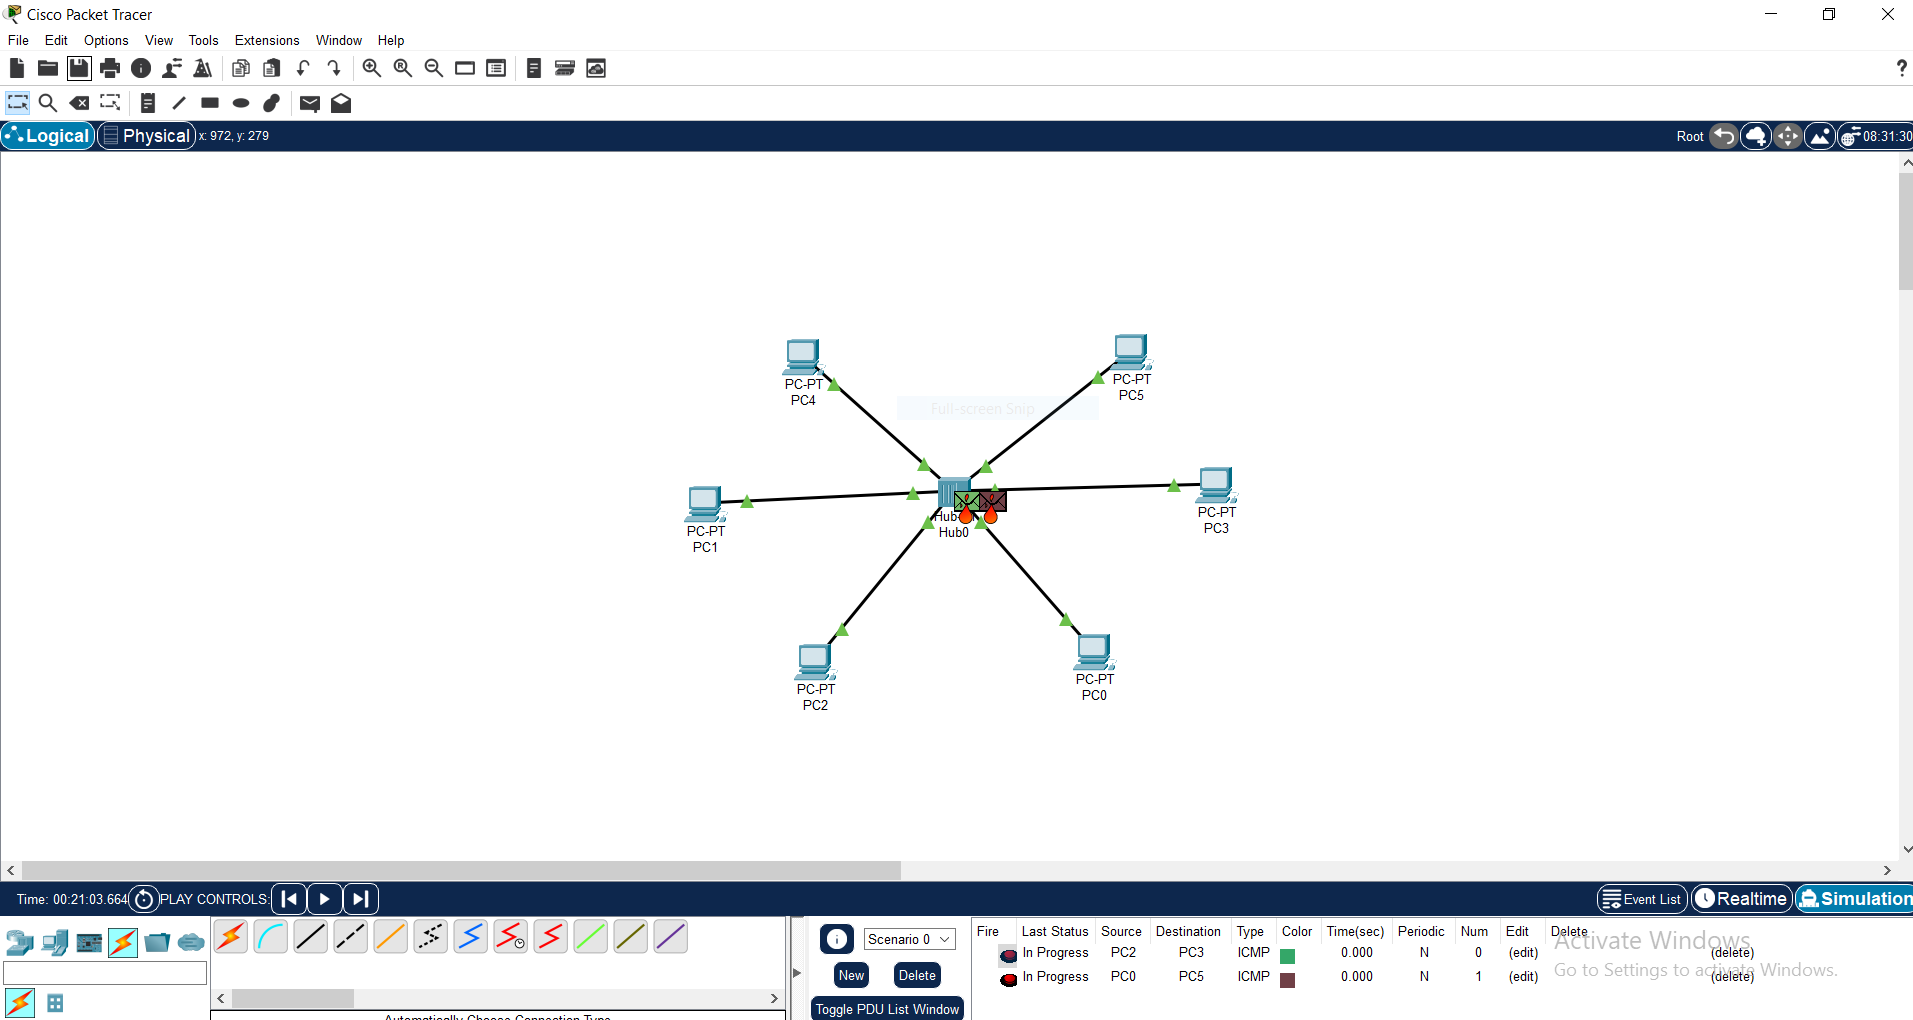 Cisco Packet Tracer
File Edit Options View Tools Extensions Window Help
?
Logical Physical x: 972, y: 279 Root 08:31:30
PC-PT
PC4
PC-PT
PC5
Full-screen Snip
PC-PT
PC1
Hub
Hub0
PC-PT
PC3
PC-PT
PC2
PC-PT
PC0
Time: 00:21:03.664 PLAY CONTROLS: Event List Realtime Simulation
Scenario 0
New Delete
Toggle PDU List Window
Fire Last Status Source Destination Type Color Time(sec) Periodic Num Edit Delete
In Progress PC2 PC3 ICMP 0.000 N 0 (edit) (delete)
In Progress PC0 PC5 ICMP 0.000 N 1 (edit) (delete)
Activate Windows
Go to Settings to activate Windows.
Automatically Choose Connection Type